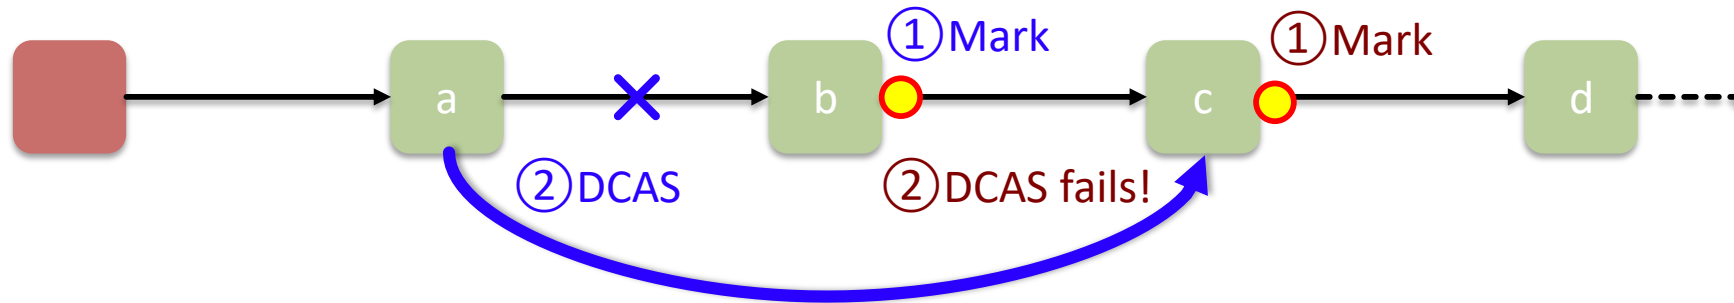 ①Mark
①Mark
a
b
c
d
②DCAS
②DCAS fails!